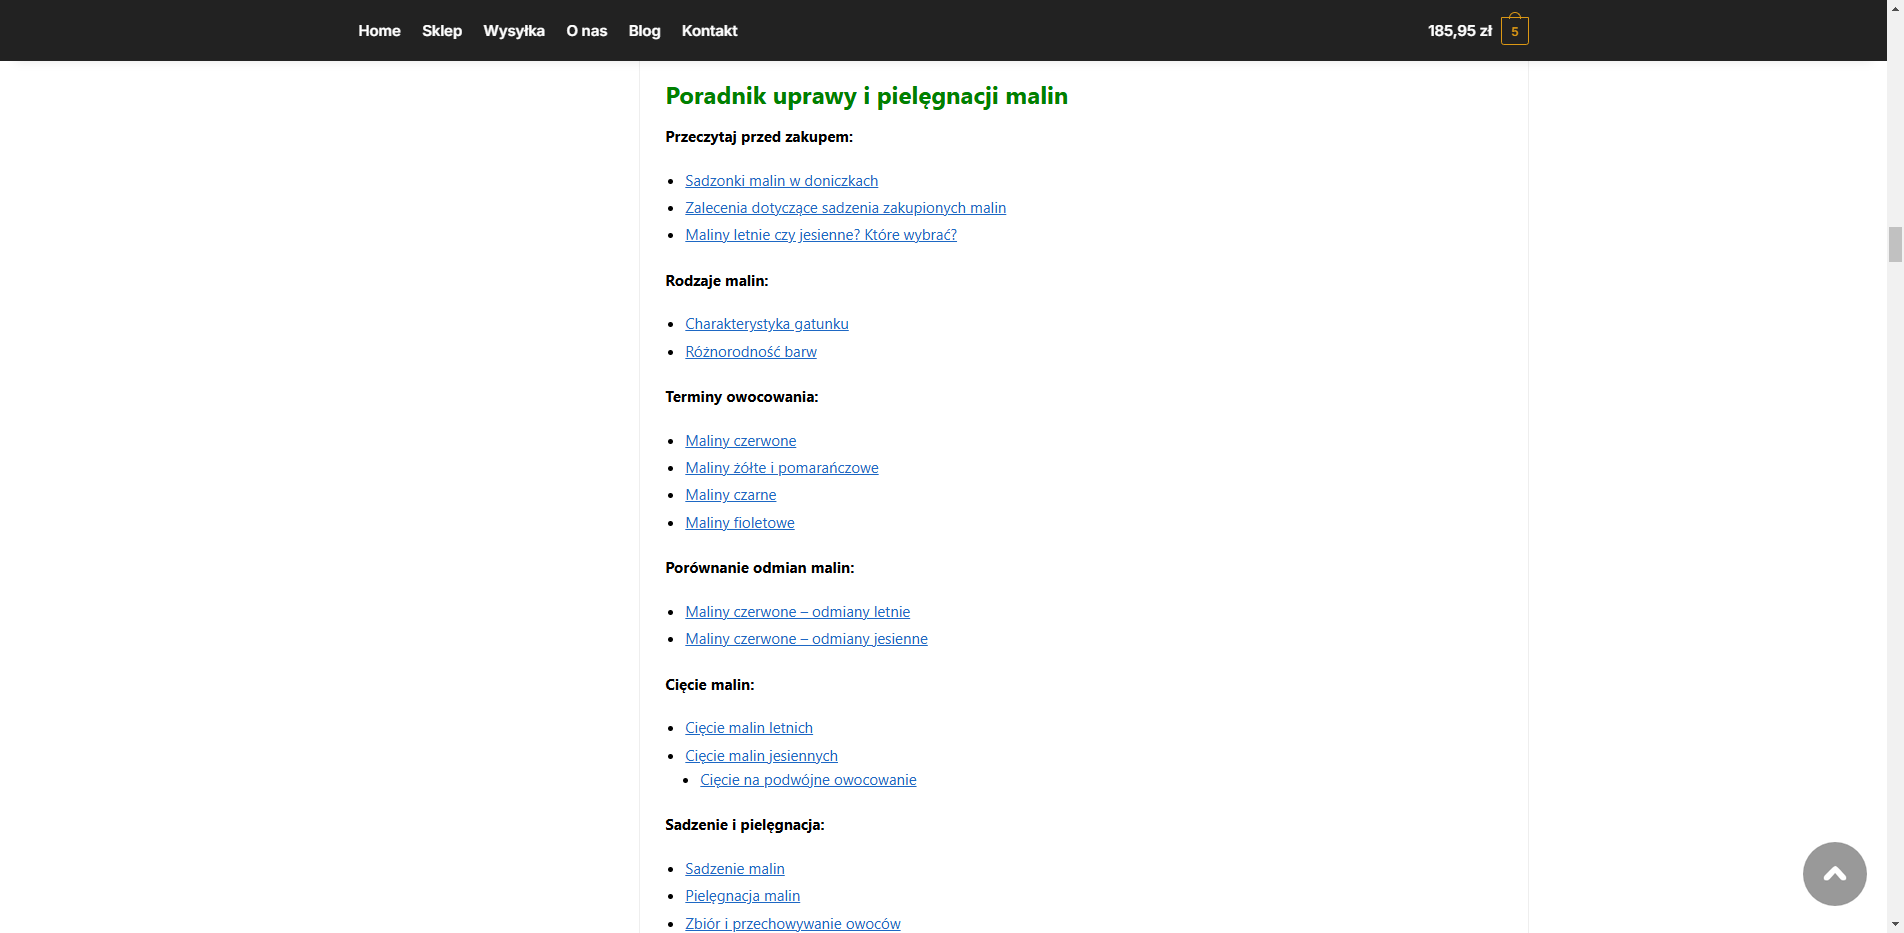 Home Sklep Wysyłka O nas Blog Kontakt 185,95 zł 5
Poradnik uprawy i pielęgnacji malin
Przeczytaj przed zakupem:
Sadzonki malin w doniczkach
Zalecenia dotyczące sadzenia zakupionych malin
Maliny letnie czy jesienne? Które wybrać?
Rodzaje malin:
Charakterystyka gatunku
Różnorodność barw
Terminy owocowania:
Maliny czerwone
Maliny żółte i pomarańczowe
Maliny czarne
Maliny fioletowe
Porównanie odmian malin:
Maliny czerwone – odmiany letnie
Maliny czerwone – odmiany jesienne
Cięcie malin:
Cięcie malin letnich
Cięcie malin jesiennych
Cięcie na podwójne owocowanie
Sadzenie i pielęgnacja:
Sadzenie malin
Pielęgnacja malin
Zbiór i przechowywanie owoców